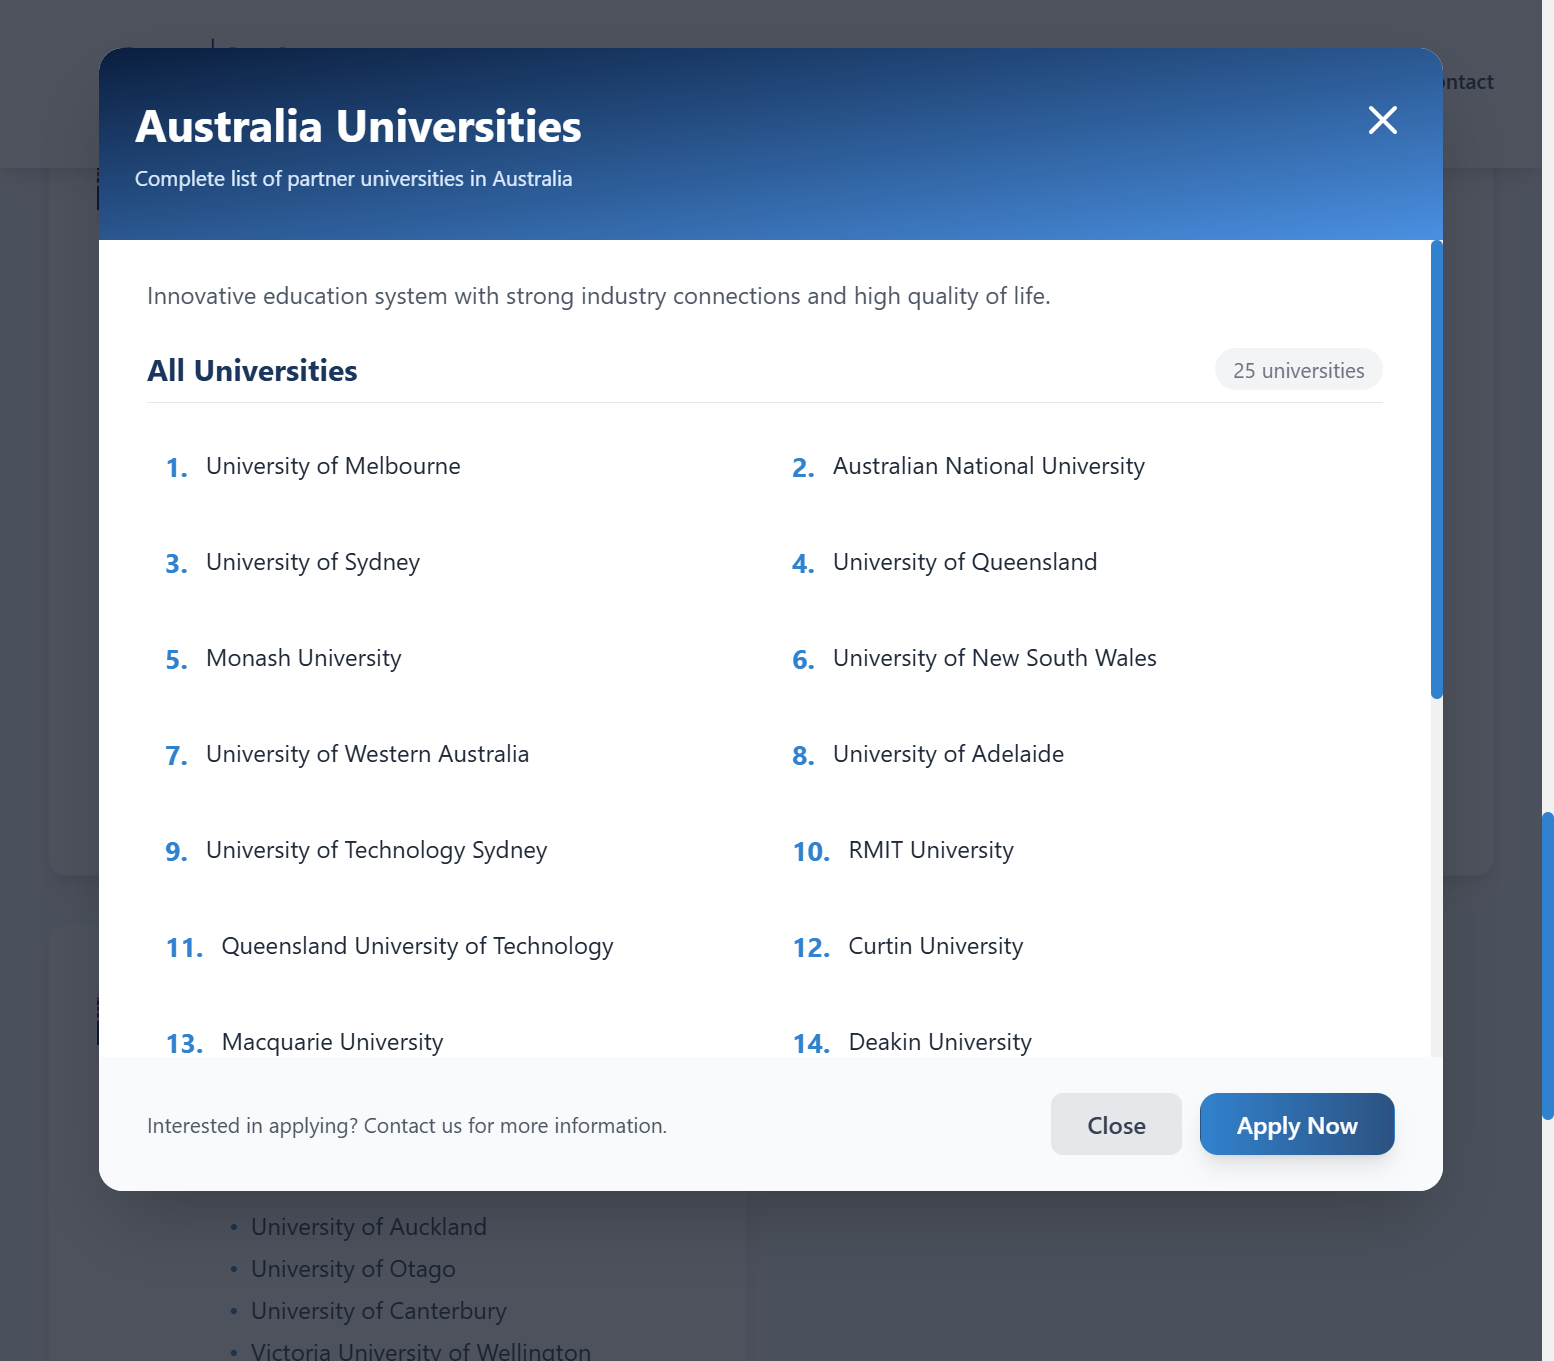 Australia Universities
Complete list of partner universities in Australia
Innovative education system with strong industry connections and high quality of life.
All Universities
25 universities
1. University of Melbourne
2. Australian National University
3. University of Sydney
4. University of Queensland
5. Monash University
6. University of New South Wales
7. University of Western Australia
8. University of Adelaide
9. University of Technology Sydney
10. RMIT University
11. Queensland University of Technology
12. Curtin University
13. Macquarie University
14. Deakin University
Interested in applying? Contact us for more information.
Close
Apply Now
• University of Auckland
• University of Otago
• University of Canterbury
• Victoria University of Wellington